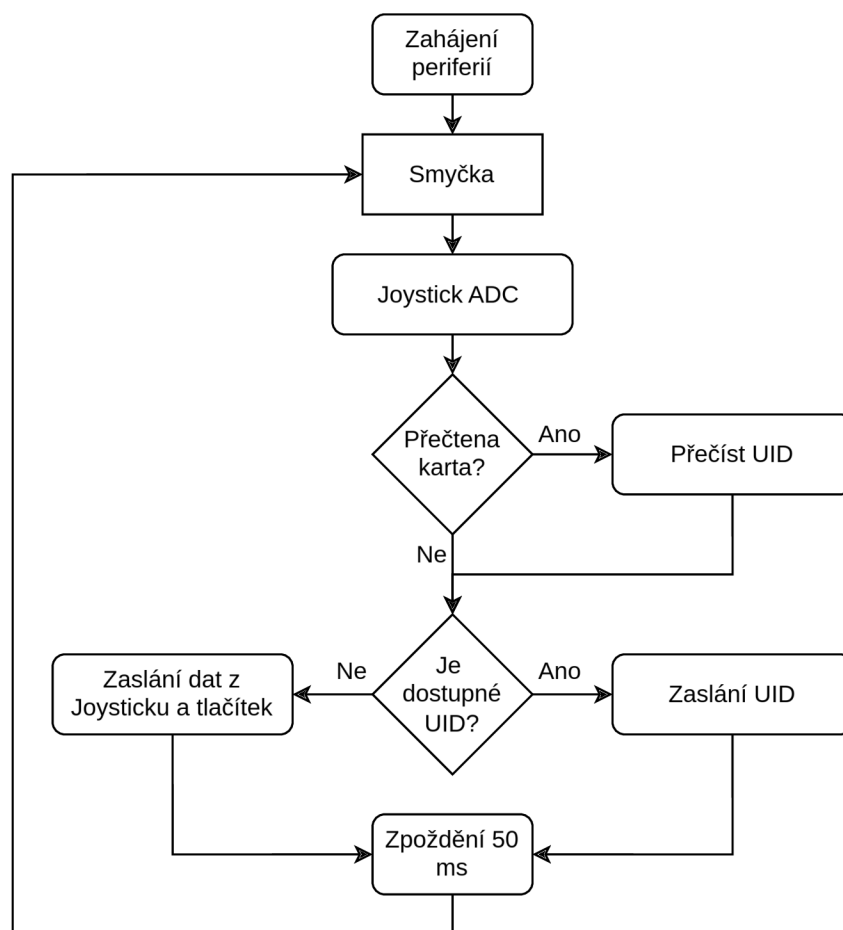 Zahájení
periferií
Smyčka
Joystick ADC
Přečtena
karta?
Ano
Přečíst UID
Ne
Zaslání dat z
Joysticku a tlačítek
Ne
Je
dostupné
UID?
Ano
Zaslání UID
Zpoždění 50
ms